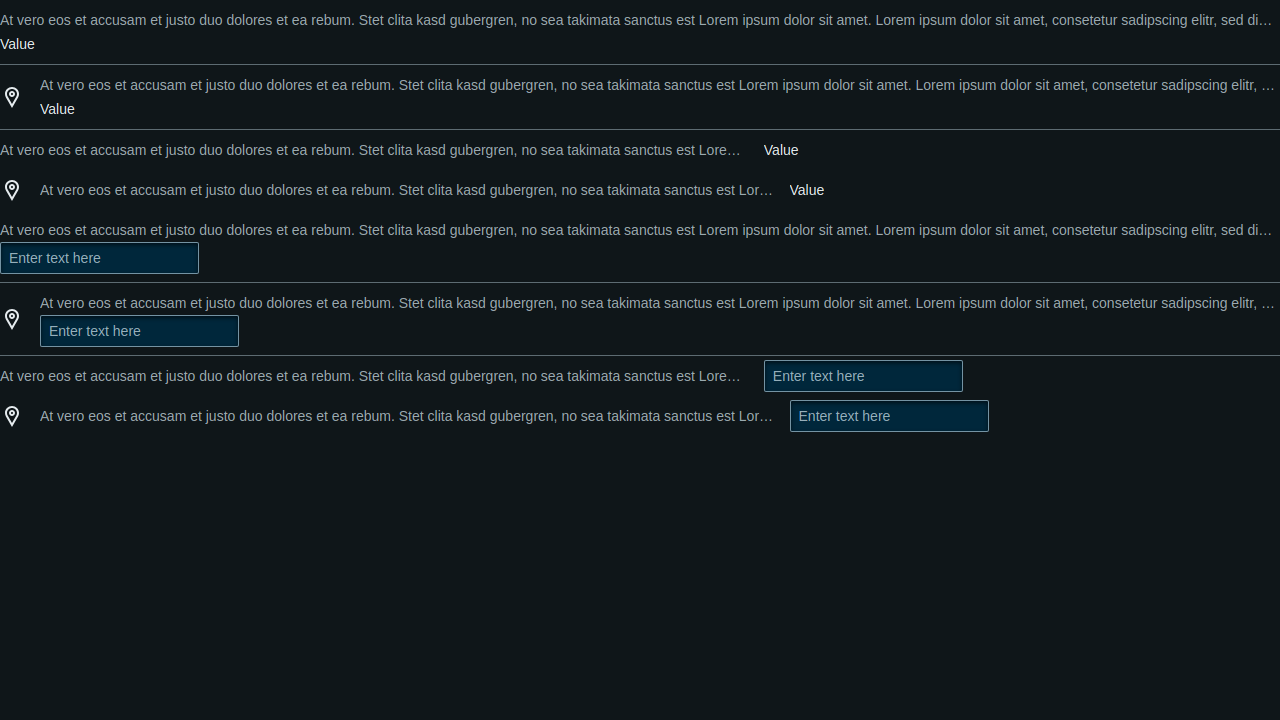 At vero eos et accusam et justo duo dolores et ea rebum. Stet clita kasd gubergren, no sea takimata sanctus est Lorem ipsum dolor sit amet. Lorem ipsum dolor sit amet, consetetur sadipscing elitr, sed di…
Value
At vero eos et accusam et justo duo dolores et ea rebum. Stet clita kasd gubergren, no sea takimata sanctus est Lorem ipsum dolor sit amet. Lorem ipsum dolor sit amet, consetetur sadipscing elitr, …
Value
At vero eos et accusam et justo duo dolores et ea rebum. Stet clita kasd gubergren, no sea takimata sanctus est Lore… Value
At vero eos et accusam et justo duo dolores et ea rebum. Stet clita kasd gubergren, no sea takimata sanctus est Lor… Value
At vero eos et accusam et justo duo dolores et ea rebum. Stet clita kasd gubergren, no sea takimata sanctus est Lorem ipsum dolor sit amet. Lorem ipsum dolor sit amet, consetetur sadipscing elitr, sed di…
Enter text here
At vero eos et accusam et justo duo dolores et ea rebum. Stet clita kasd gubergren, no sea takimata sanctus est Lorem ipsum dolor sit amet. Lorem ipsum dolor sit amet, consetetur sadipscing elitr, …
Enter text here
At vero eos et accusam et justo duo dolores et ea rebum. Stet clita kasd gubergren, no sea takimata sanctus est Lore… Enter text here
At vero eos et accusam et justo duo dolores et ea rebum. Stet clita kasd gubergren, no sea takimata sanctus est Lor… Enter text here